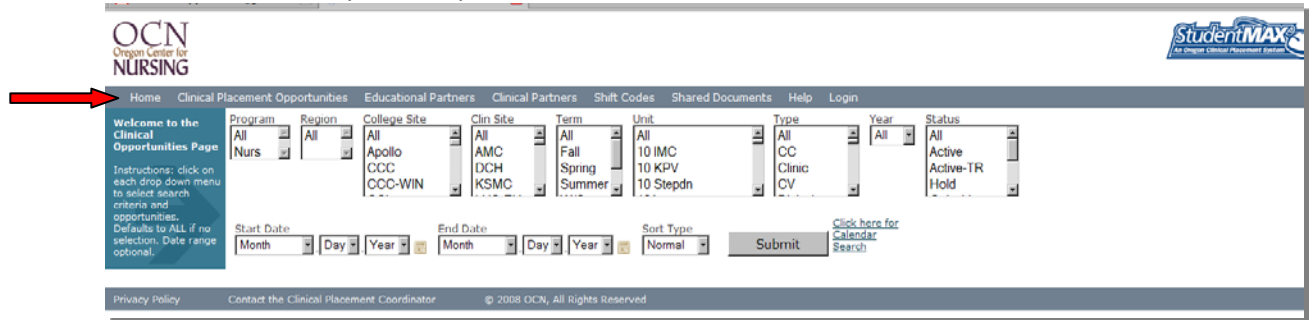 OCN
Oregon Center for
NURSING
StudentMAX
An Oregon Clinical Placement System
Home Clinical Placement Opportunities Educational Partners Clinical Partners Shift Codes Shared Documents Help Login
Welcome to the
Clinical
Opportunities Page
Instructions: click on
each drop down menu
to select search
criteria and
opportunities.
Defaults to ALL if no
selection. Date range
optional.
Program Region College Site Clin Site Term Unit Type Year Status
All All All All All All All All All
Nurs Apollo AMC Fall 10 IMC CC Active
CCC DCH Spring 10 KPV Clinic Active-TR
CCC-WIN KSMC Summer 10 Stepdn CV Hold
Start Date End Date Sort Type
Month Day Year Month Day Year Normal Submit
Click here for
Calendar
Search
Privacy Policy Contact the Clinical Placement Coordinator © 2008 OCN, All Rights Reserved